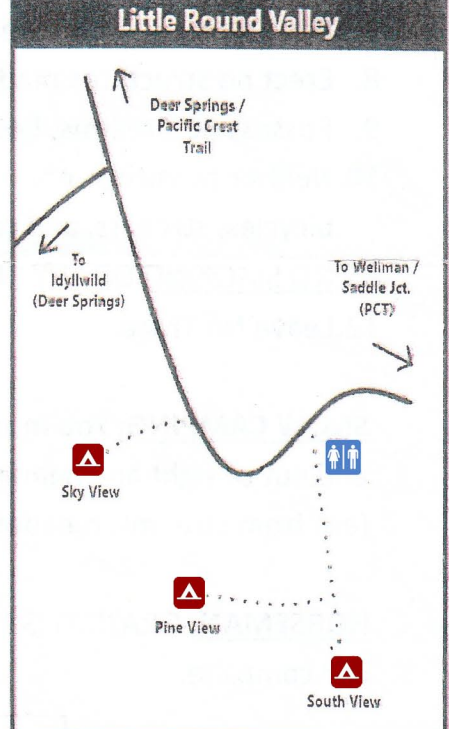 Little Round Valley
Deer Springs /
Pacific Crest
Trail
To
Idyllwild
(Deer Springs)
To Wellman /
Saddle Jct.
(PCT)
Sky View
Pine View
South View